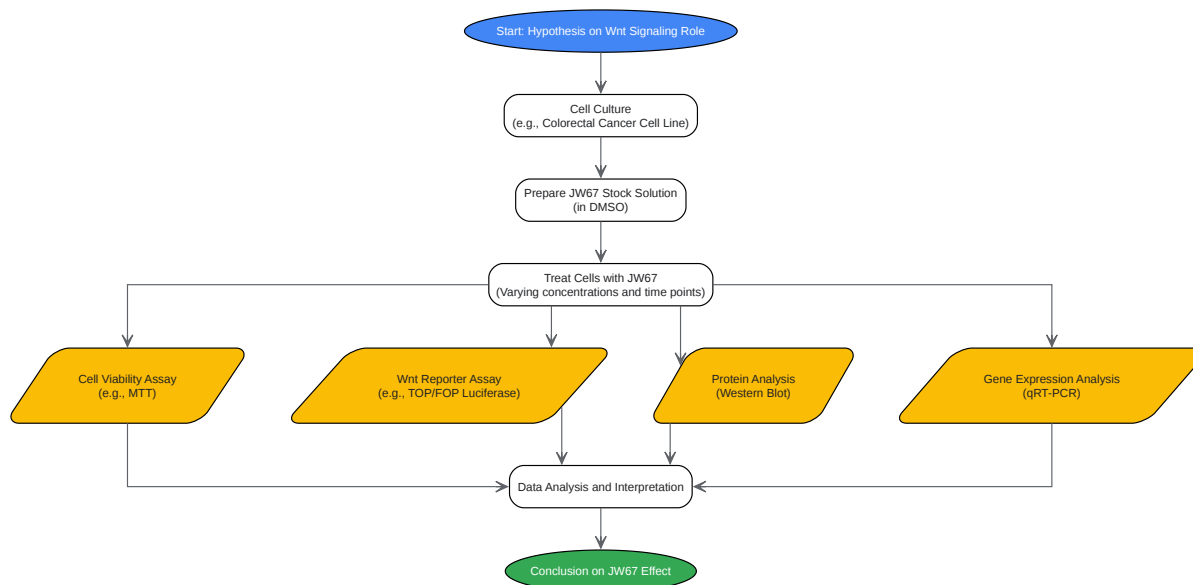 Start: Hypothesis on Wnt Signaling Role
Cell Culture
(e.g., Colorectal Cancer Cell Line)
Prepare JW67 Stock Solution
(in DMSO)
Treat Cells with JW67
(Varying concentrations and time points)
Cell Viability Assay
(e.g., MTT)
Wnt Reporter Assay
(e.g., TOP/FOP Luciferase)
Protein Analysis
(Western Blot)
Gene Expression Analysis
(qRT-PCR)
Data Analysis and Interpretation
Conclusion on JW67 Effect